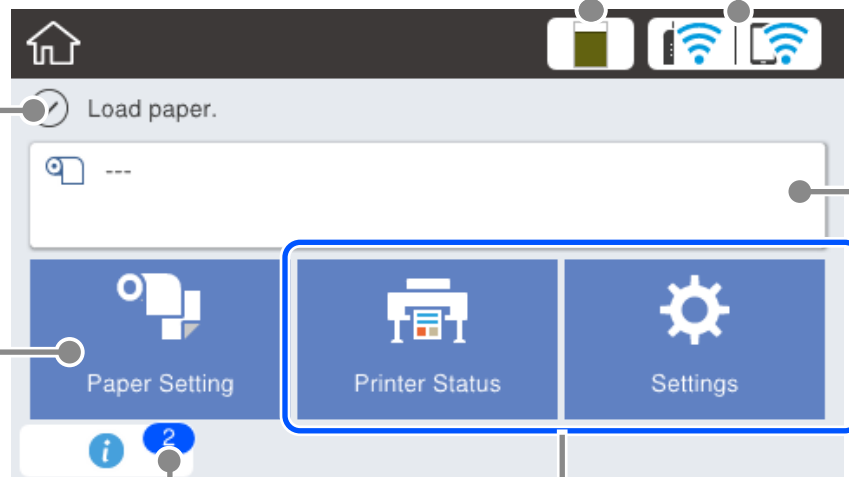 Load paper.
---
Paper Setting
Printer Status
Settings
i
2